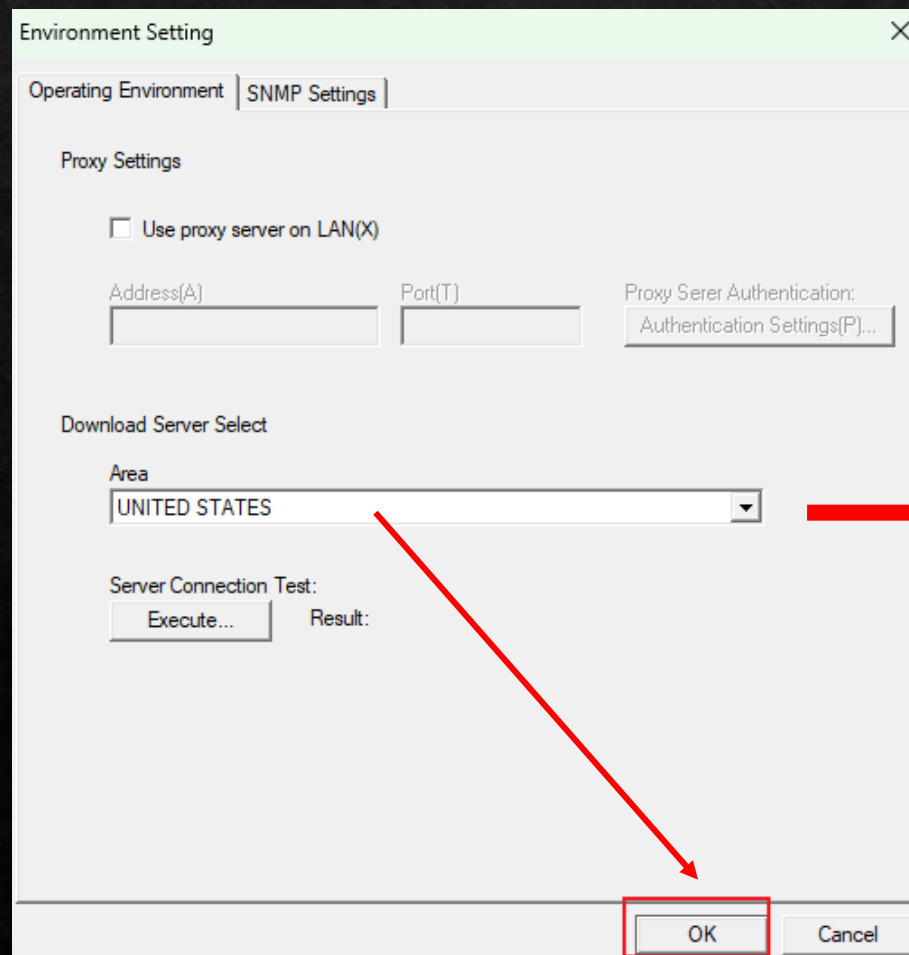 Environment Setting
Operating Environment
SNMP Settings
Proxy Settings
Use proxy server on LAN(X)
Address(A)
Port(T)
Proxy Serer Authentication:
Authentication Settings(P)...
Download Server Select
Area
UNITED STATES
Server Connection Test:
Execute...
Result:
OK
Cancel